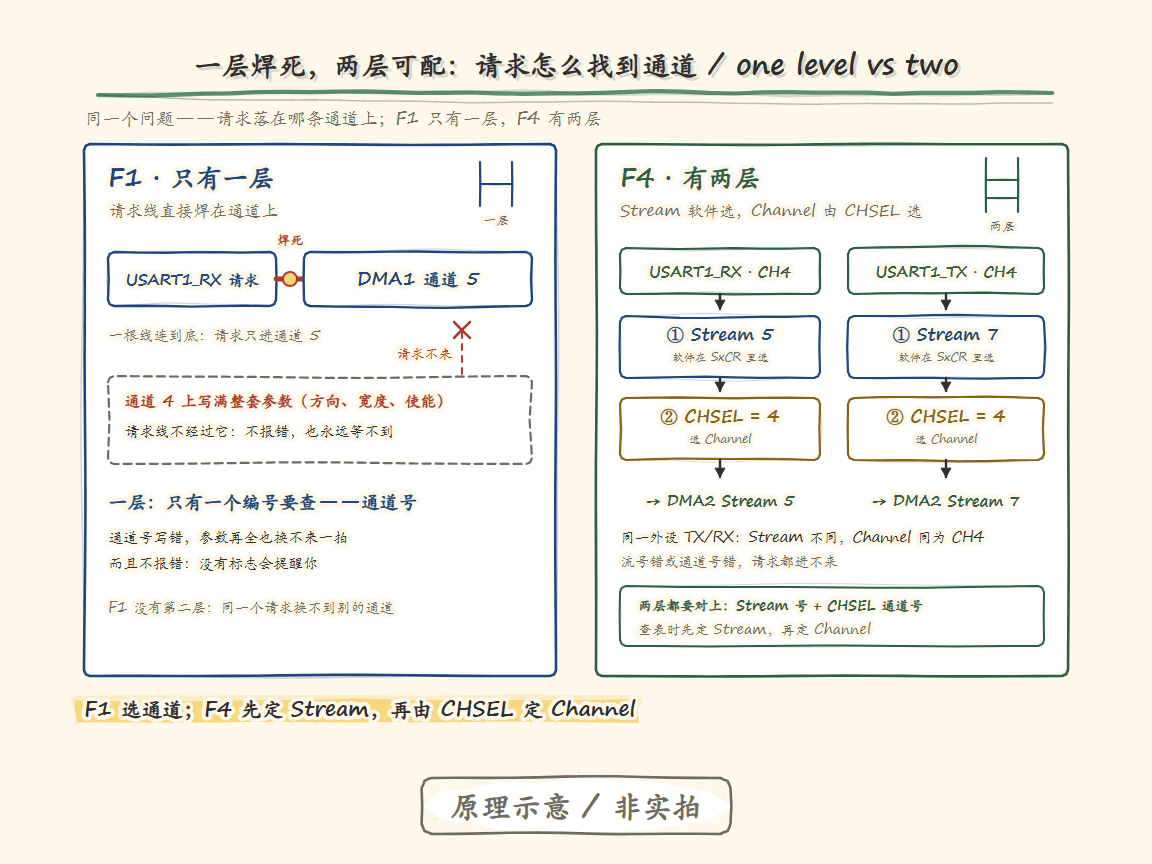 一层焊死，两层可配：请求怎么找到通道 / one level vs two
同一个问题——请求落在哪条通道上；F1 只有一层，F4 有两层
F1 · 只有一层
请求线直接焊在通道上
一层
焊死
USART1_RX 请求
DMA1 通道 5
一根线连到底：请求只进通道 5
请求不来
通道 4 上写满整套参数（方向、宽度、使能）
请求线不经过它：不报错，也永远等不到
一层：只有一个编号要查——通道号
通道号写错，参数再全也换不来一拍
而且不报错：没有标志会提醒你
F1 没有第二层：同一个请求换不到别的通道
F4 · 有两层
Stream 软件选，Channel 由 CHSEL 选
两层
USART1_RX · CH4
USART1_TX · CH4
① Stream 5
软件在 SxCR 里选
① Stream 7
软件在 SxCR 里选
② CHSEL = 4
选 Channel
② CHSEL = 4
选 Channel
→ DMA2 Stream 5
→ DMA2 Stream 7
同一外设 TX/RX：Stream 不同，Channel 同为 CH4
流号错或通道号错，请求都进不来
两层都要对上：Stream 号 + CHSEL 通道号
查表时先定 Stream，再定 Channel
F1 选通道；F4 先定 Stream，再由 CHSEL 定 Channel
原理示意 / 非实拍